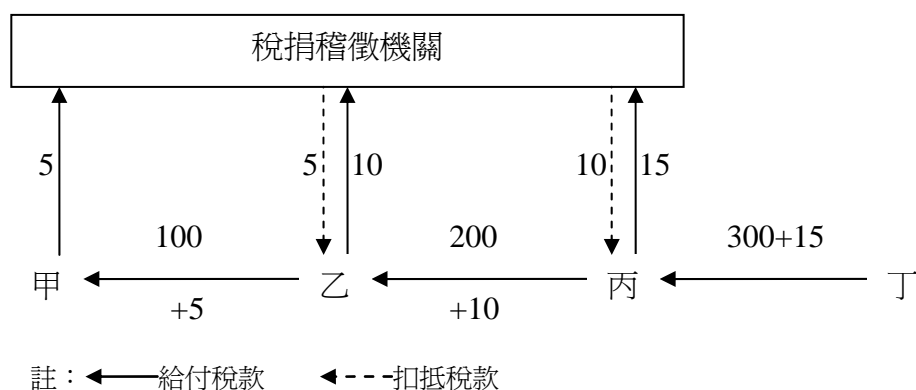 稅捐稽徵機關
5 5 10 10 15
100 200 300+15
甲 乙 丙 丁
+5 +10
註： 給付稅款 扣抵稅款